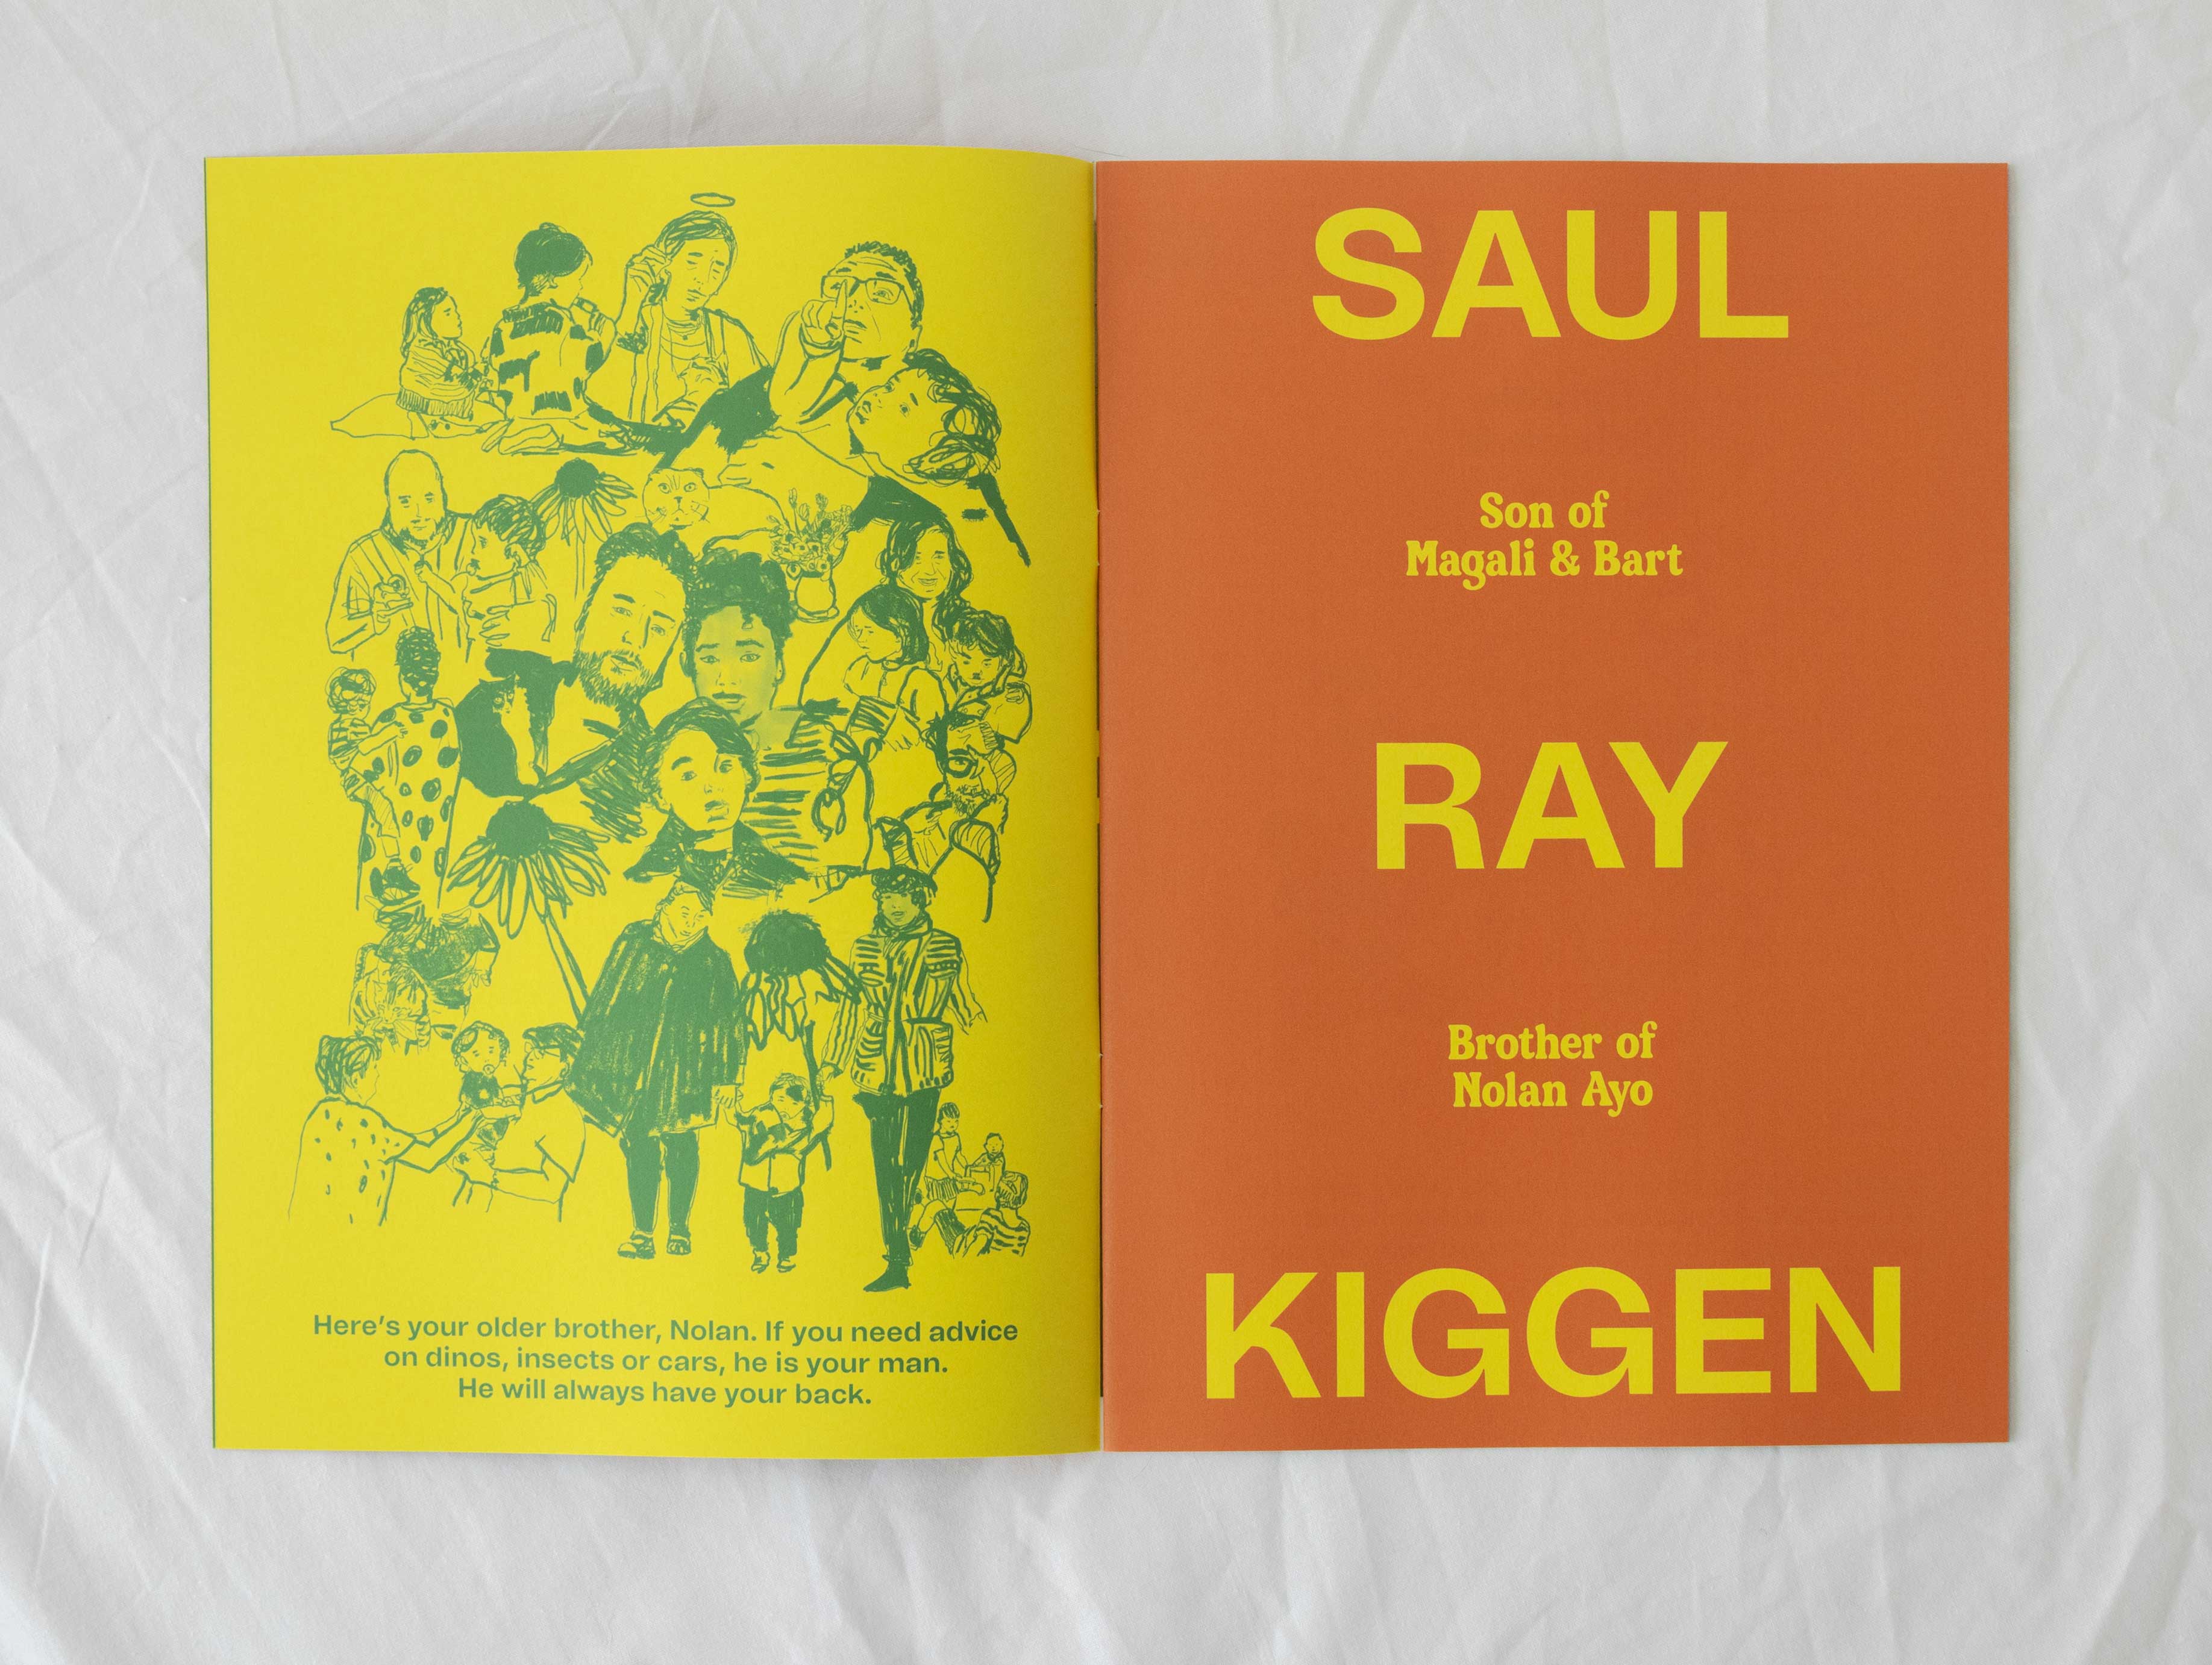 Here's your older brother, Nolan. If you need advice
on dinos, insects or cars, he is your man.
He will always have your back.
SAUL
Son of
Magali & Bart
RAY
Brother of
Nolan Ayo
KIGGEN